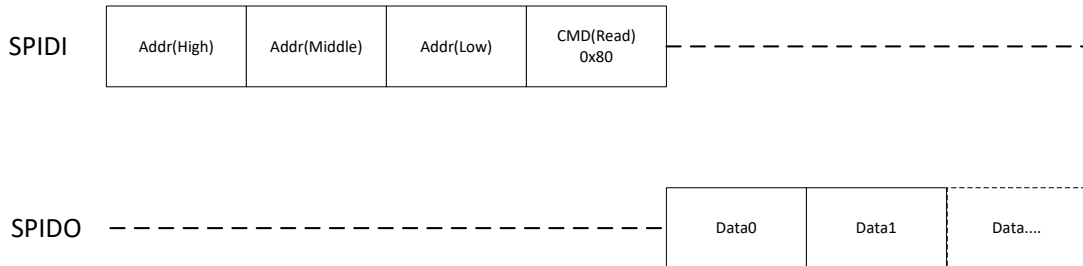 SPIDI
Addr(High)
Addr(Middle)
Addr(Low)
CMD(Read)
0x80
SPIDO
Data0
Data1
Data....